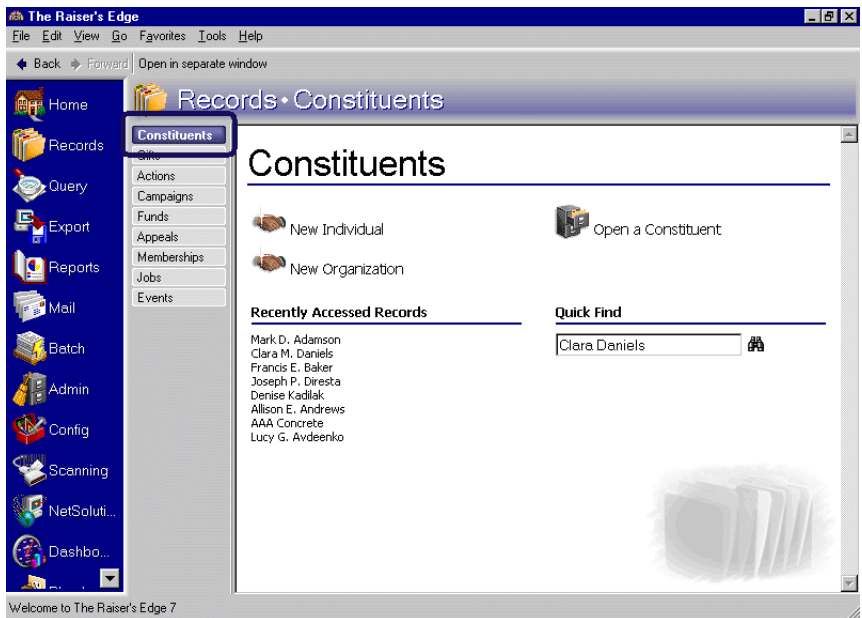 The Raiser's Edge
File Edit View Go Favorites Tools Help
Back Forward Open in separate window
Records • Constituents
Home
Records
Query
Export
Reports
Mail
Batch
Admin
Config
Scanning
NetSoluti...
Dashbo...
Constituents
Gifts
Actions
Campaigns
Funds
Appeals
Memberships
Jobs
Events
Constituents
New Individual
Open a Constituent
New Organization
Recently Accessed Records
Mark D. Adamson
Clara M. Daniels
Francis E. Baker
Joseph P. Diresta
Denise Kadilak
Allison E. Andrews
AAA Concrete
Lucy G. Avdeenko
Quick Find
Clara Daniels
Welcome to The Raiser's Edge 7